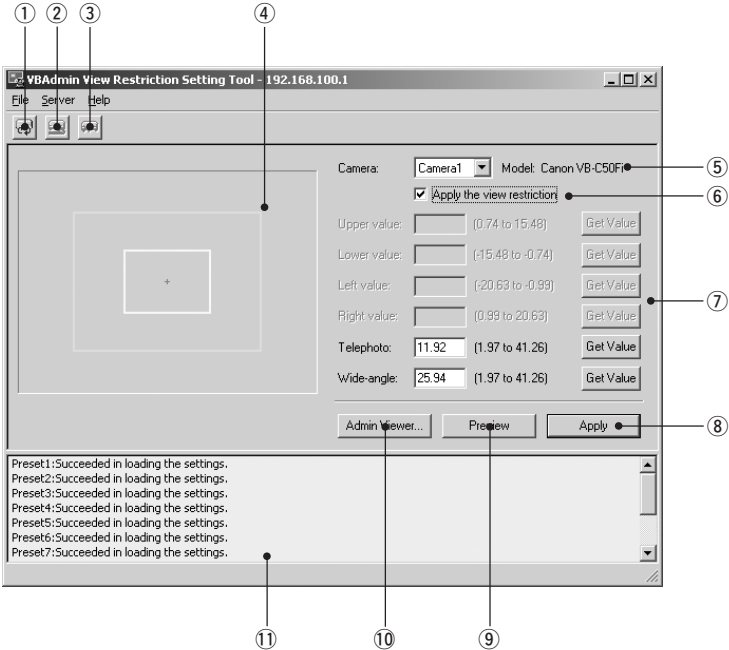 ① ② ③ ④
VBAdmin View Restriction Setting Tool - 192.168.100.1
File Server Help
Camera: Camera1 Model: Canon VB-C50Fi ⑤
Apply the view restriction ⑥
Upper value: (0.74 to 15.48) Get Value
Lower value: (-15.48 to -0.74) Get Value
Left value: (-20.63 to -0.99) Get Value ⑦
Right value: (0.99 to 20.63) Get Value
Telephoto: 11.92 (1.97 to 41.26) Get Value
Wide-angle: 25.94 (1.97 to 41.26) Get Value
Admin Viewer... Preview Apply ⑧
Preset1:Succeeded in loading the settings.
Preset2:Succeeded in loading the settings.
Preset3:Succeeded in loading the settings.
Preset4:Succeeded in loading the settings.
Preset5:Succeeded in loading the settings.
Preset6:Succeeded in loading the settings.
Preset7:Succeeded in loading the settings.
⑪ ⑩ ⑨